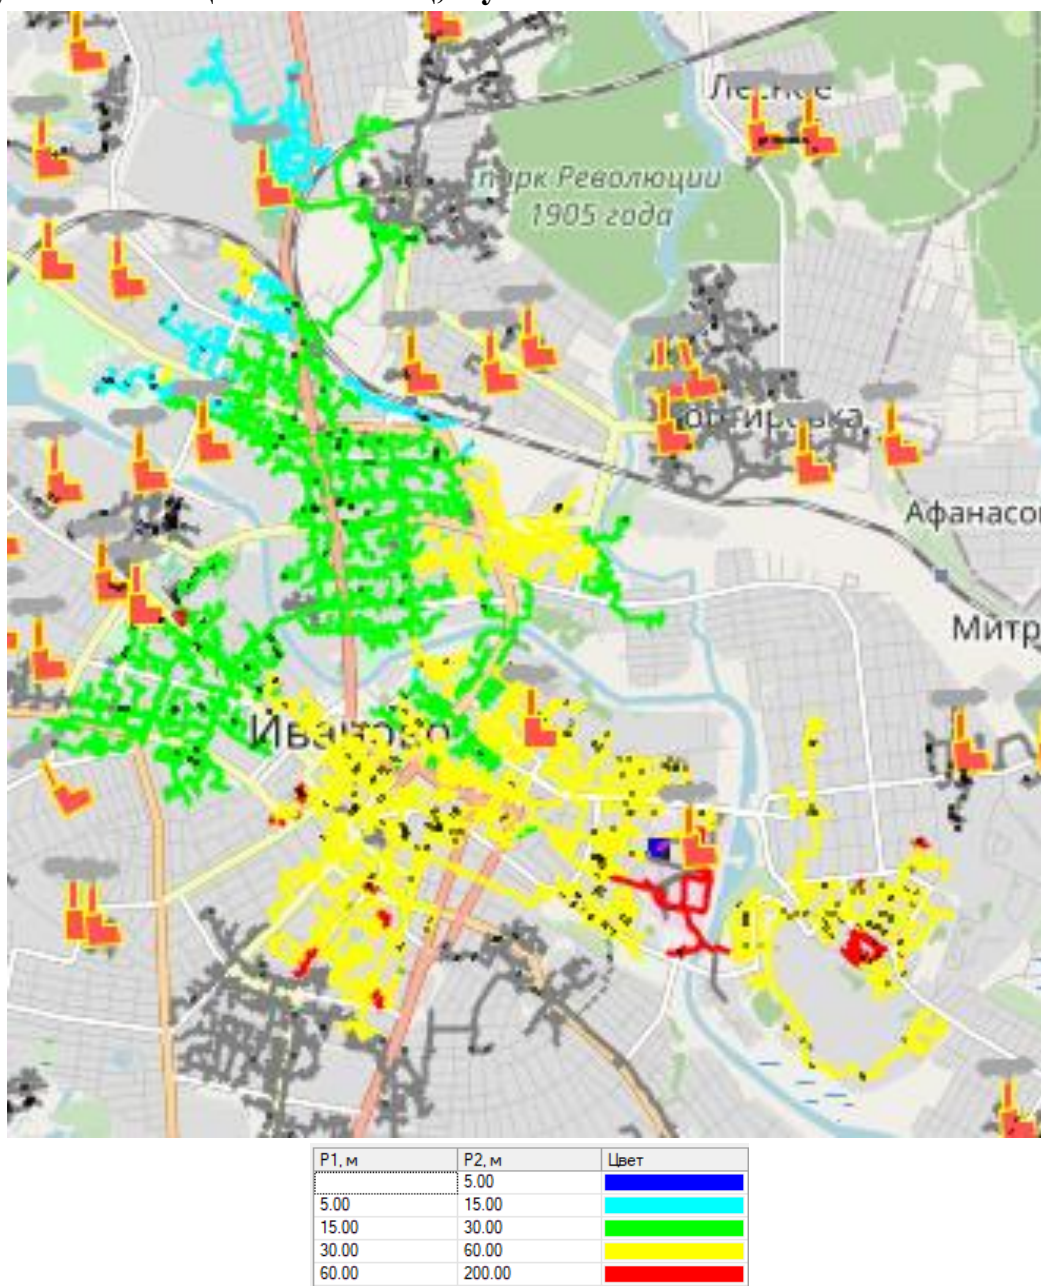 парк Революции
1905 года
Афанасо
Митр
Иваново
P1, м P2, м Цвет
5.00
5.00 15.00
15.00 30.00
30.00 60.00
60.00 200.00